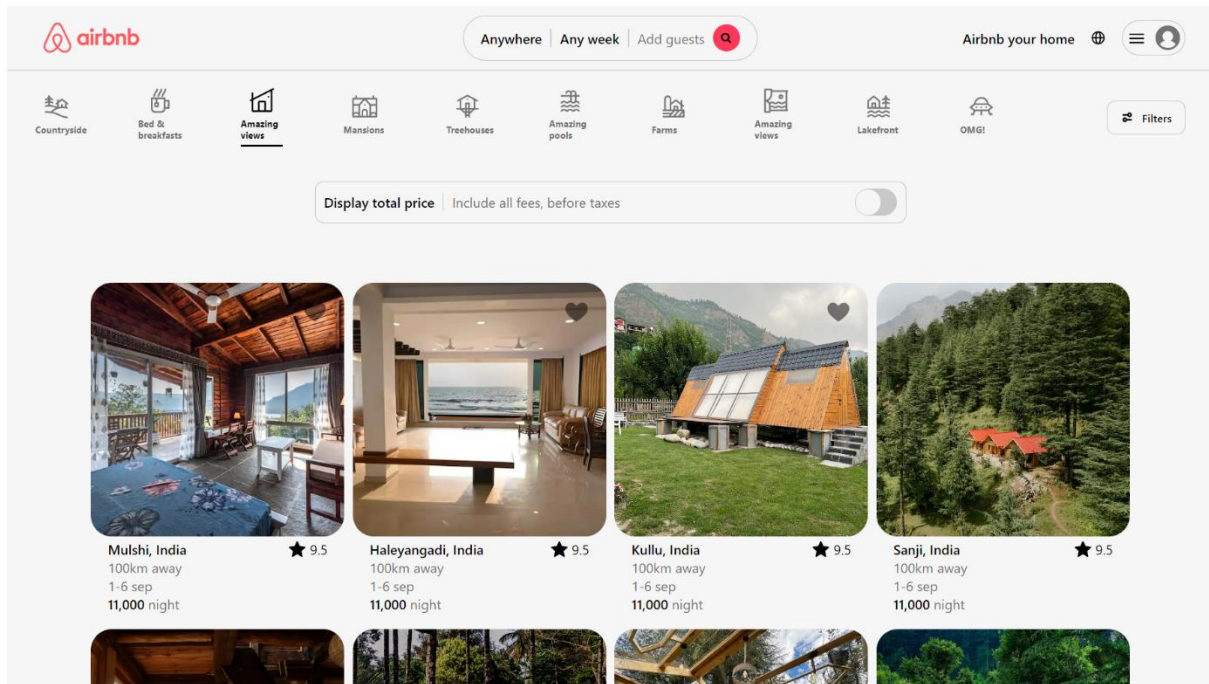 airbnb
Anywhere Any week Add guests
Airbnb your home
Countryside
Bed &
breakfasts
Amazing
views
Mansions
Treehouses
Amazing
pools
Farms
Amazing
views
Lakefront
OMG!
Filters
Display total price Include all fees, before taxes
Mulshi, India 9.5
100km away
1-6 sep
11,000 night
Haleyangadi, India 9.5
100km away
1-6 sep
11,000 night
Kullu, India 9.5
100km away
1-6 sep
11,000 night
Sanji, India 9.5
100km away
1-6 sep
11,000 night